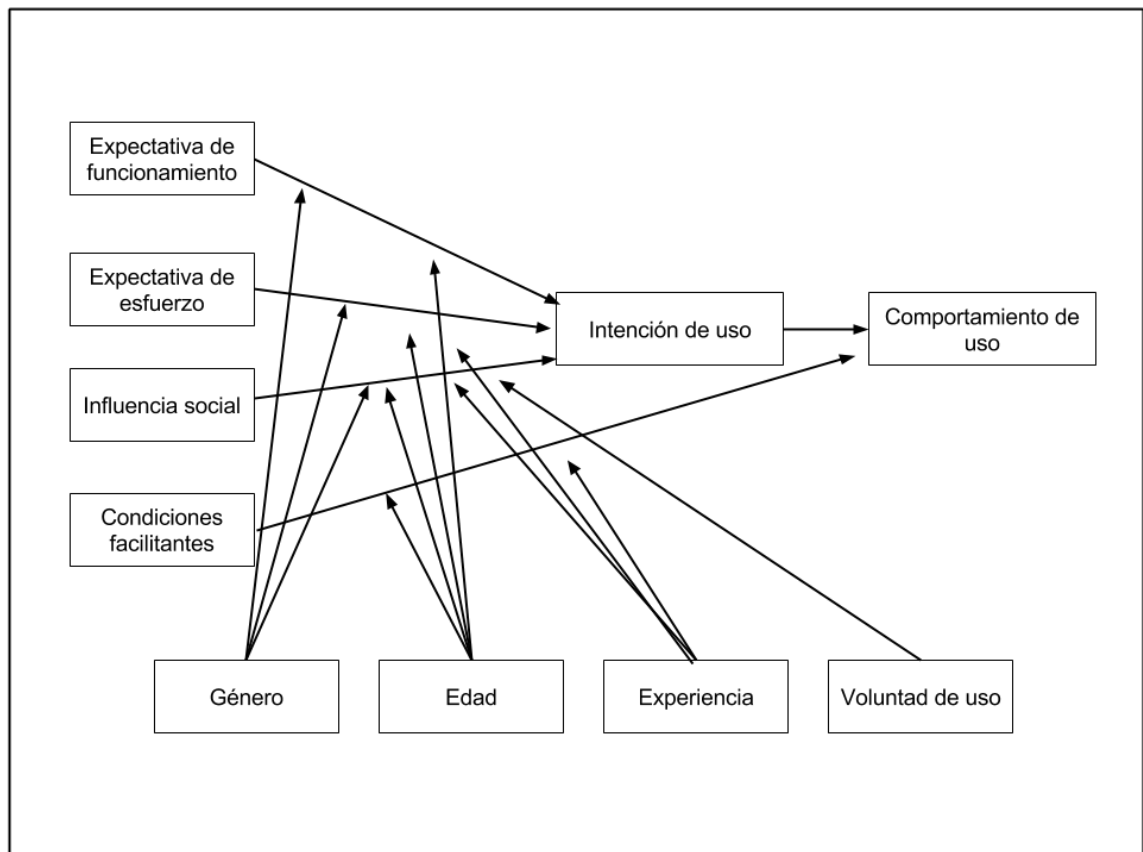 Expectativa de
funcionamiento
Expectativa de
esfuerzo
Intención de uso
Comportamiento de
uso
Influencia social
Condiciones
facilitantes
Género
Edad
Experiencia
Voluntad de uso